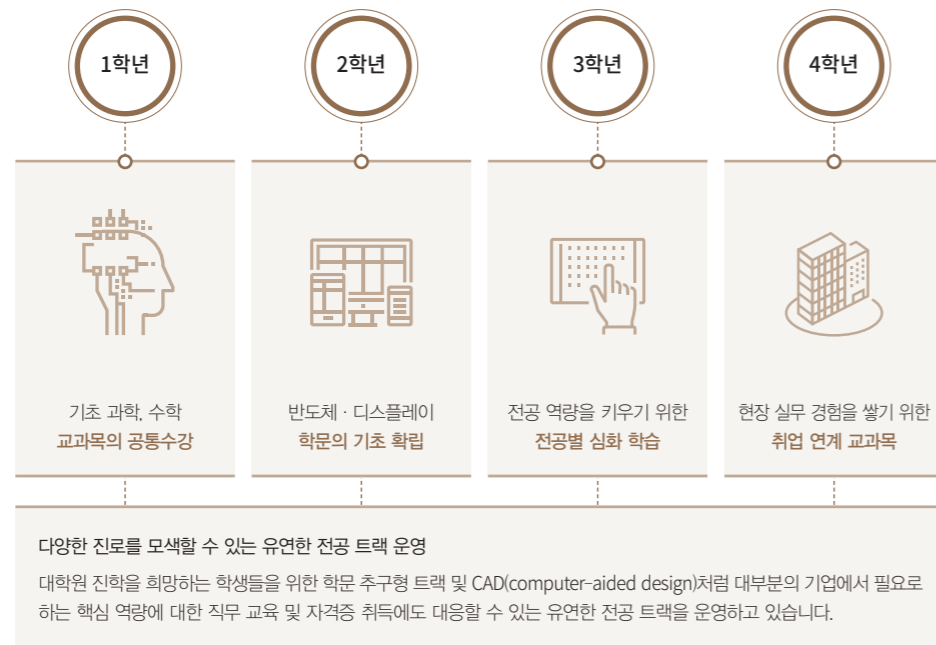 1학년
2학년
3학년
4학년
기초 과학, 수학
교과목의 공통수강
반도체 · 디스플레이
학문의 기초 확립
전공 역량을 키우기 위한
전공별 심화 학습
현장 실무 경험을 쌓기 위한
취업 연계 교과목
다양한 진로를 모색할 수 있는 유연한 전공 트랙 운영
대학원 진학을 희망하는 학생들을 위한 학문 추구형 트랙 및 CAD(computer-aided design)처럼 대부분의 기업에서 필요로
하는 핵심 역량에 대한 직무 교육 및 자격증 취득에도 대응할 수 있는 유연한 전공 트랙을 운영하고 있습니다.